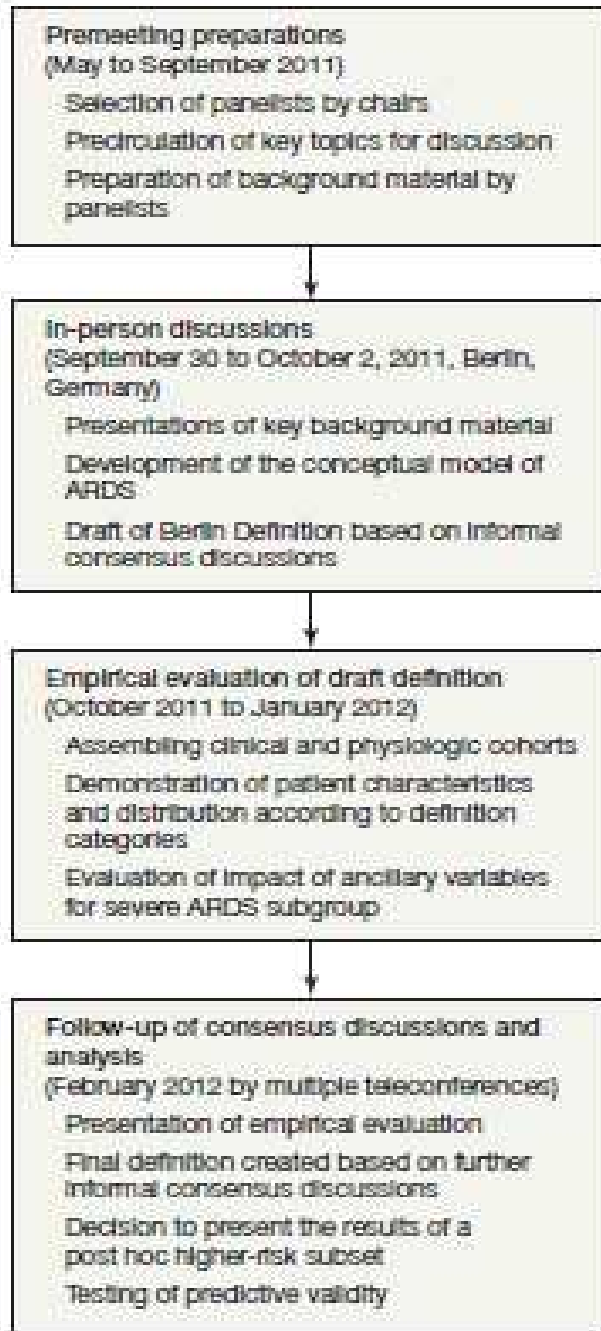 Premeeting preparations
(May to September 2011)
Selection of panelists by chairs
Precirculation of key topics for discussion
Preparation of background material by
panelists
In-person discussions
(September 30 to October 2, 2011, Berlin,
Germany)
Presentations of key background material
Development of the conceptual model of
ARDS
Draft of Berlin Definition based on informal
consensus discussions
Empirical evaluation of draft definition
(October 2011 to January 2012)
Assembling clinical and physiologic cohorts
Demonstration of patient characteristics
and distribution according to definition
categories
Evaluation of impact of ancillary variables
for severe ARDS subgroup
Follow-up of consensus discussions and
analysis
(February 2012 by multiple teleconferences)
Presentation of empirical evaluation
Final definition created based on further
informal consensus discussions
Decision to present the results of a
post hoc higher-risk subset
Testing of predictive validity